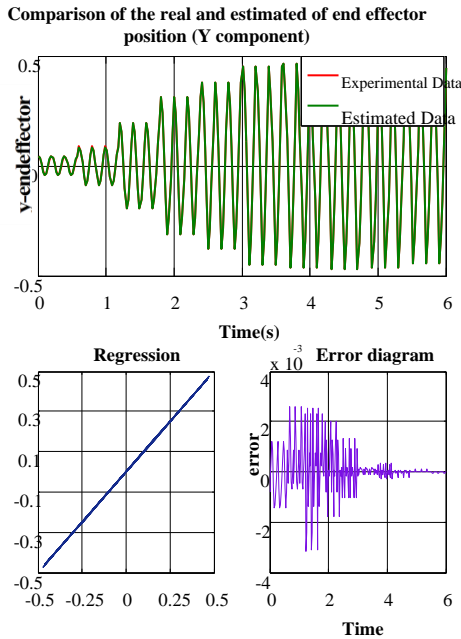 Comparison of the real and estimated of end effector
position (Y component)
0.5
0
-0.5
y-endeffector
Experimental Data
Estimated Data
0 1 2 3 4 5 6
Time(s)
Regression
0.5
0.3
0.1
-0.1
-0.3
-0.5
-0.5 -0.25 0 0.25 0.5
x 10 -3
Error diagram
4
2
0
-2
-4
error
0 2 4 6
Time